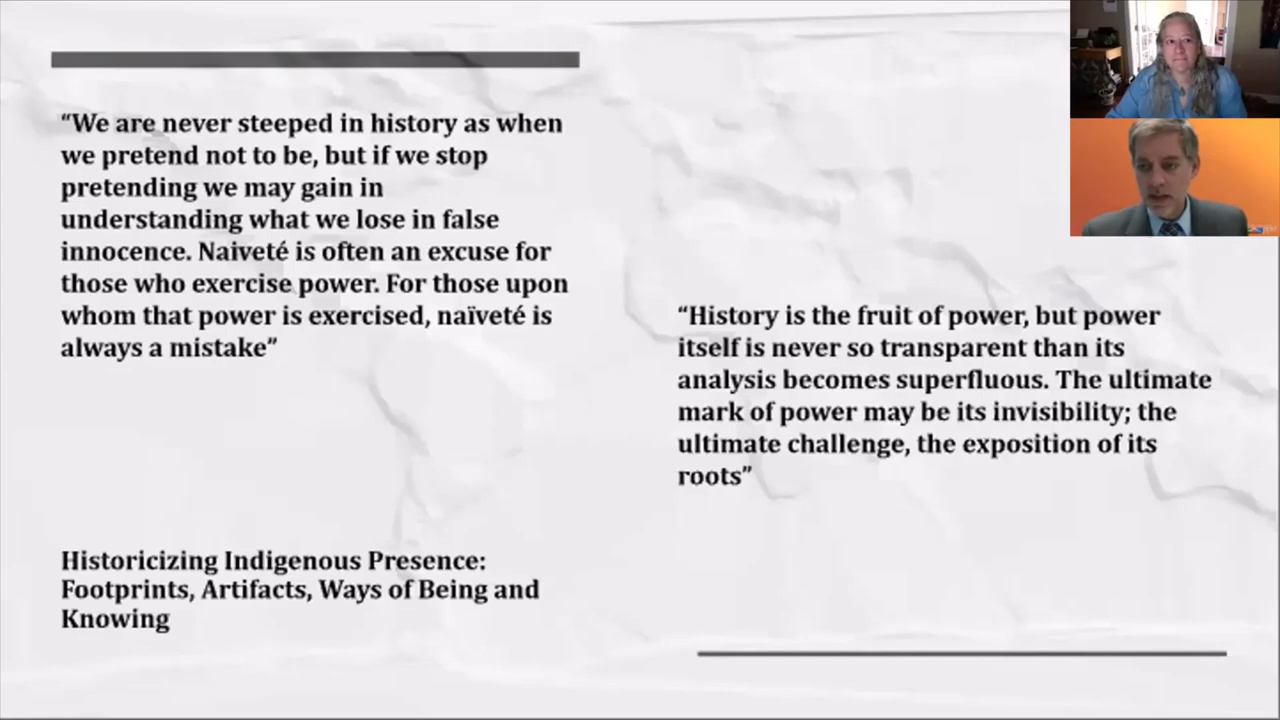 “We are never steeped in history as when
we pretend not to be, but if we stop
pretending we may gain in
understanding what we lose in false
innocence. Naiveté is often an excuse for
those who exercise power. For those upon
whom that power is exercised, naïveté is
always a mistake”
“History is the fruit of power, but power
itself is never so transparent than its
analysis becomes superfluous. The ultimate
mark of power may be its invisibility; the
ultimate challenge, the exposition of its
roots”
Historicizing Indigenous Presence:
Footprints, Artifacts, Ways of Being and
Knowing